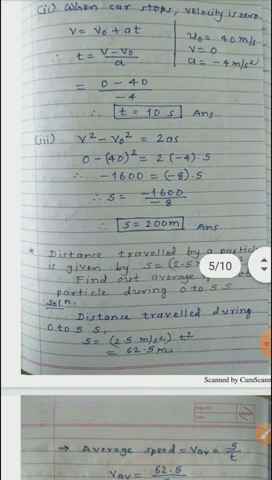 (ii) When car stops, velocity is zero
V = V₀ + at
u₀ = 40 m/s
∴ t = V - V₀ / a
V = 0
a = -4 m/s²
= 0 - 40 / -4
∴ t = 10 s Ans
(iii) V² - V₀² = 2as
0 - (40)² = 2 (-4) . S
∴ -1600 = (-8) . S
∴ S = -1600 / -8
∴ S = 200m Ans.
* Distance travelled by a particle
is given by S = (2.5
5/10
Find out average
particle during 0 to 5 s
Soln.
Distance travelled during
0 to 5 s,
S = (2.5 m/s²) t²
= 62.5 m
Scanned by CamScann
→ Average speed = Vav = S / t
Vav = 62.5